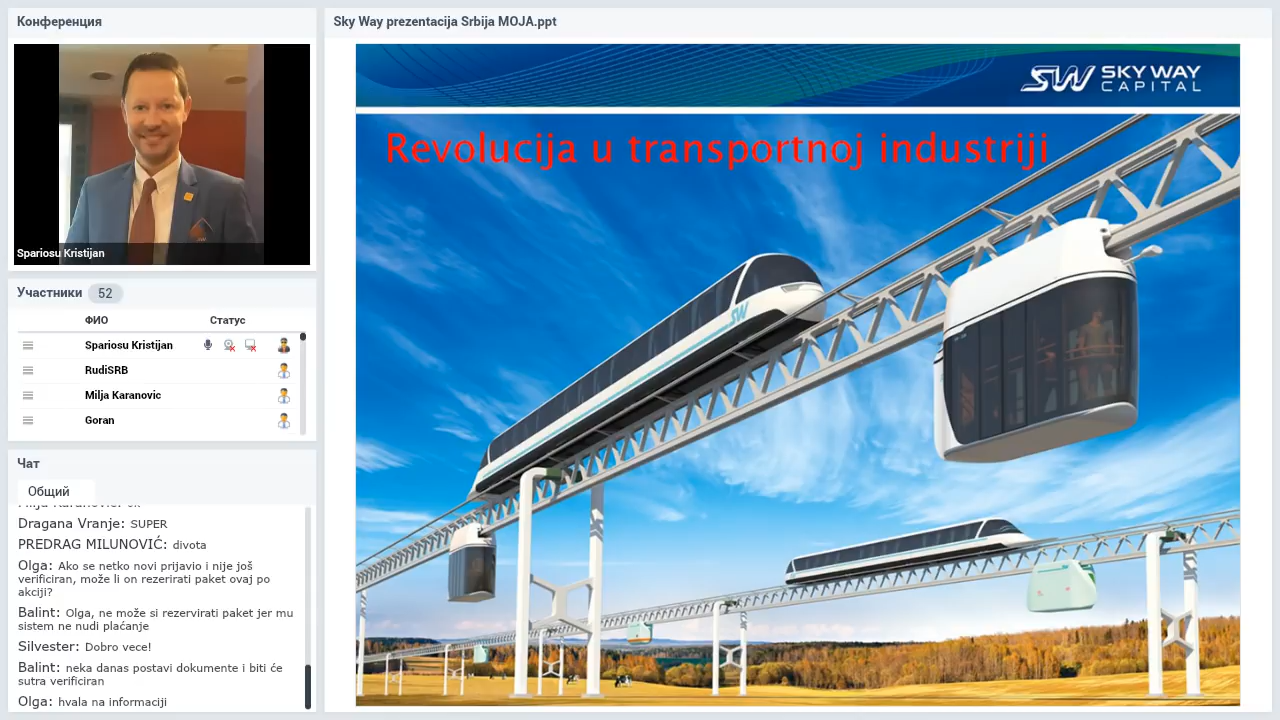 Конференция
Spariosu Kristijan
Участники 52
ФИО Статус
Spariosu Kristijan
RudiSRB
Milja Karanovic
Goran
Чат
Общий
Dragana Vranje: SUPER
PREDRAG MILUNOVIĆ: divota
Olga: Ako se netko novi prijavio i nije još
verificiran, može li on rezerirati paket ovaj po
akciji?
Balint: Olga, ne može si rezervirati paket jer mu
sistem ne nudi plaćanje
Silvester: Dobro vece!
Balint: neka danas postavi dokumente i biti će
sutra verificiran
Olga: hvala na informaciji
Sky Way prezentacija Srbija MOJA.ppt
SW SKY WAY
CAPITAL
Revolucija u transportnoj industriji
SW